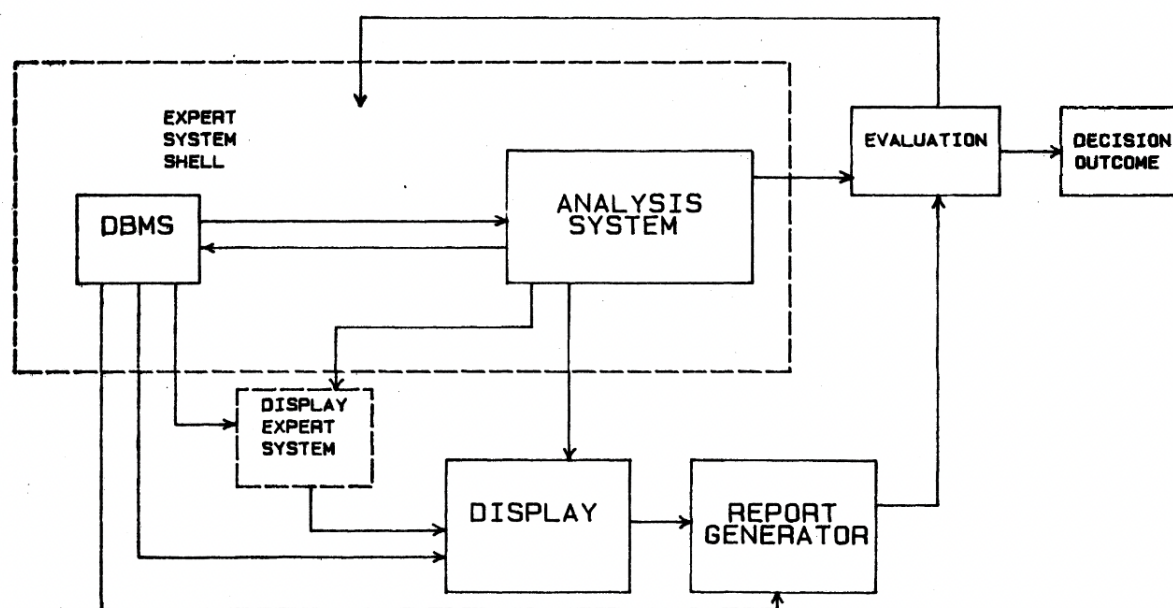 EXPERT
SYSTEM
SHELL
EVALUATION
DECISION
OUTCOME
DBMS
ANALYSIS
SYSTEM
DISPLAY
EXPERT
SYSTEM
DISPLAY
REPORT
GENERATOR